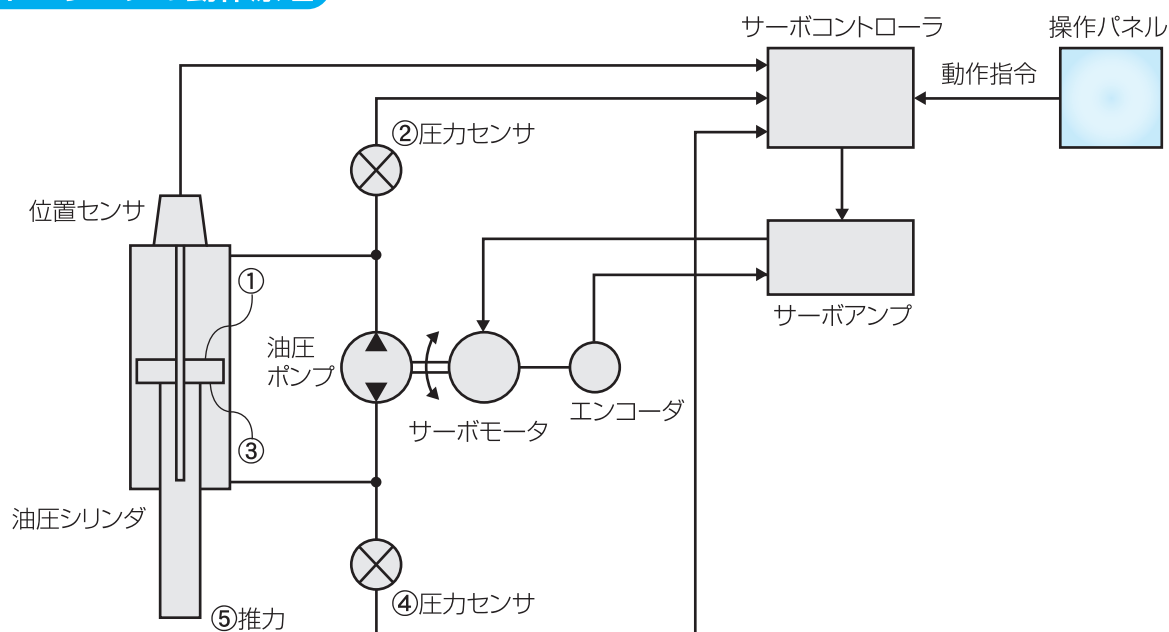 サーボコントローラ
操作パネル
動作指令
②圧力センサ
位置センサ
①
サーボアンプ
油圧
ポンプ
エンコーダ
サーボモータ
③
油圧シリンダ
④圧力センサ
⑤推力